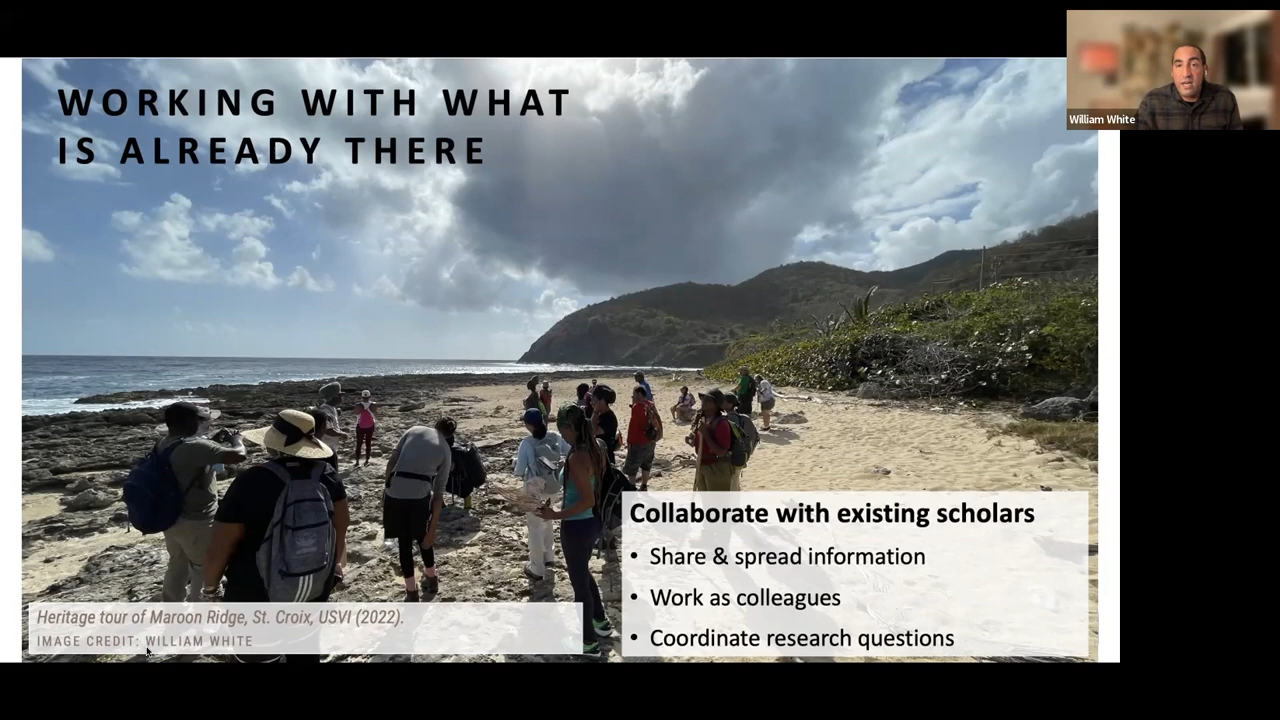 WORKING WITH WHAT
IS ALREADY THERE
William White
Collaborate with existing scholars
• Share & spread information
• Work as colleagues
• Coordinate research questions
Heritage tour of Maroon Ridge, St. Croix, USVI (2022).
IMAGE CREDIT: WILLIAM WHITE